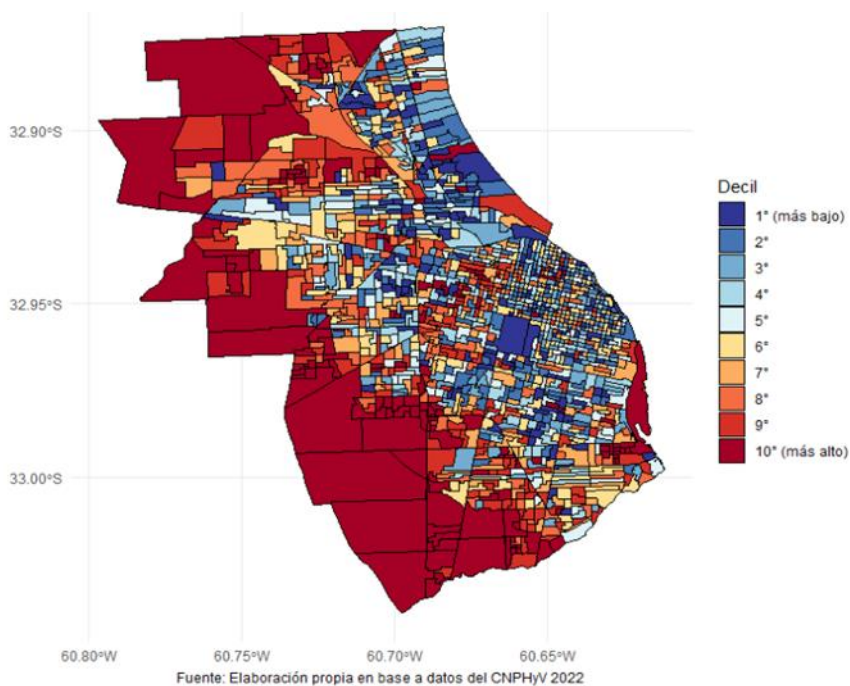 32.90°S
32.95°S
33.00°S
60.80°W
60.75°W
60.70°W
60.65°W
Decil
1° (más bajo)
2°
3°
4°
5°
6°
7°
8°
9°
10° (más alto)
Fuente: Elaboración propia en base a datos del CNPHyV 2022